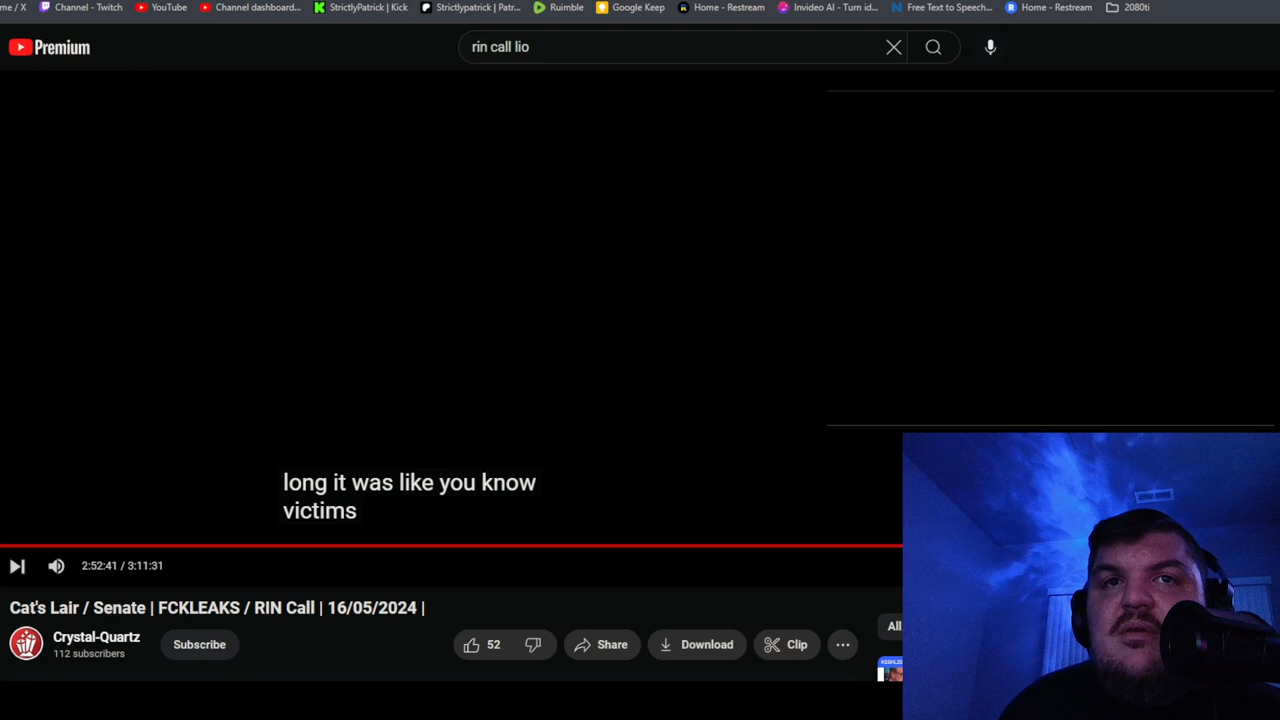 me / X
Channel - Twitch
YouTube
Channel dashboard...
StrictlyPatrick | Kick
Strictlypatrick | Patr...
Rumble
Google Keep
Home - Restream
Invideo AI - Turn id...
Free Text to Speech...
Home - Restream
2080ti
Premium
rin call lio
long it was like you know
victims
2:52:41 / 3:11:31
Cat's Lair / Senate | FCKLEAKS / RIN Call | 16/05/2024 |
Crystal-Quartz
112 subscribers
Subscribe
52
Share
Download
Clip
All